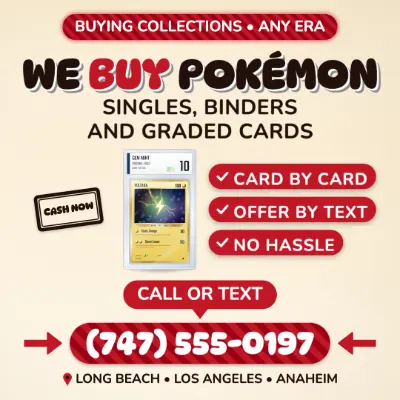 BUYING COLLECTIONS • ANY ERA
WE BUY POKÉMON
SINGLES, BINDERS
AND GRADED CARDS
GEM MINT
10
CASH NOW
CARD BY CARD
OFFER BY TEXT
NO HASSLE
CALL OR TEXT
(747) 555-0197
LONG BEACH • LOS ANGELES • ANAHEIM